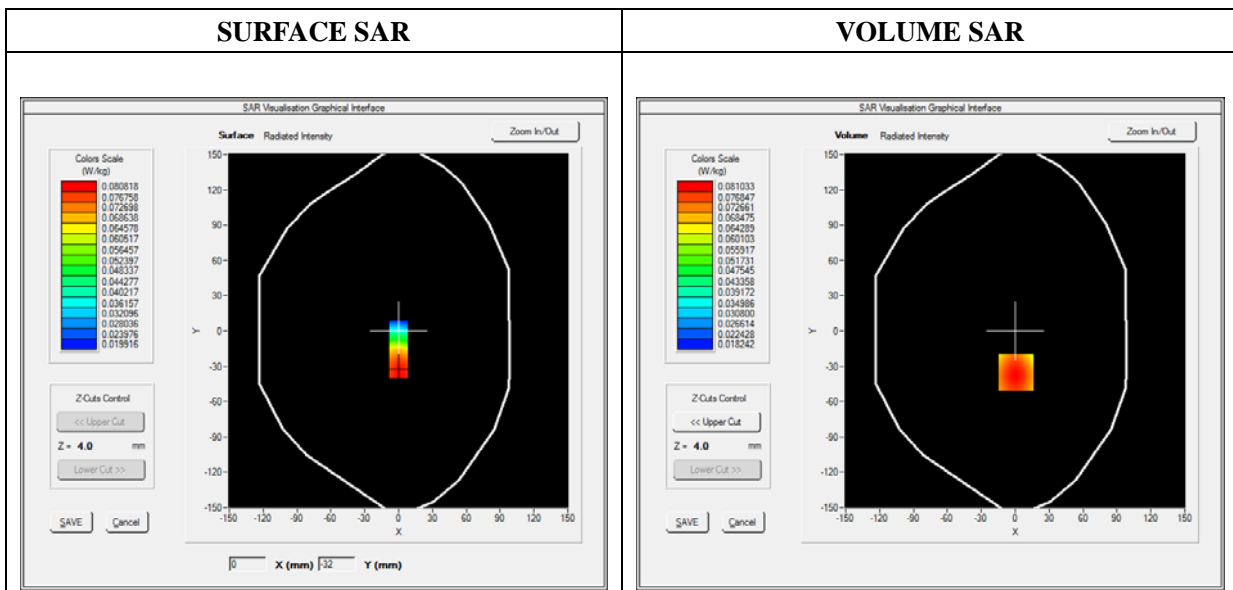 SURFACE SAR
VOLUME SAR
SAR Visualisation Graphical Interface
Surface Radiated Intensity
Zoom In/Out
Colors Scale
(W/kg)
0.080818
0.076758
0.072698
0.068638
0.064578
0.060517
0.056457
0.052397
0.048337
0.044277
0.040217
0.036157
0.032096
0.028036
0.023976
0.019916
Z-Cuts Control
<< Upper Cut
Z = 4.0 mm
Lower Cut >>
SAVE Cancel
150
120
90
60
30
0
-30
-60
-90
-120
-150
Y
-150 -120 -90 -60 -30 0 30 60 90 120 150
X
0 X (mm) -32 Y (mm)
SAR Visualisation Graphical Interface
Volume Radiated Intensity
Zoom In/Out
Colors Scale
(W/kg)
0.081033
0.076847
0.072661
0.068475
0.064289
0.060103
0.055917
0.051731
0.047545
0.043358
0.039172
0.034986
0.030800
0.026614
0.022428
0.018242
Z-Cuts Control
<< Upper Cut
Z = 4.0 mm
Lower Cut >>
SAVE Cancel
150
120
90
60
30
0
-30
-60
-90
-120
-150
Y
-150 -120 -90 -60 -30 0 30 60 90 120 150
X